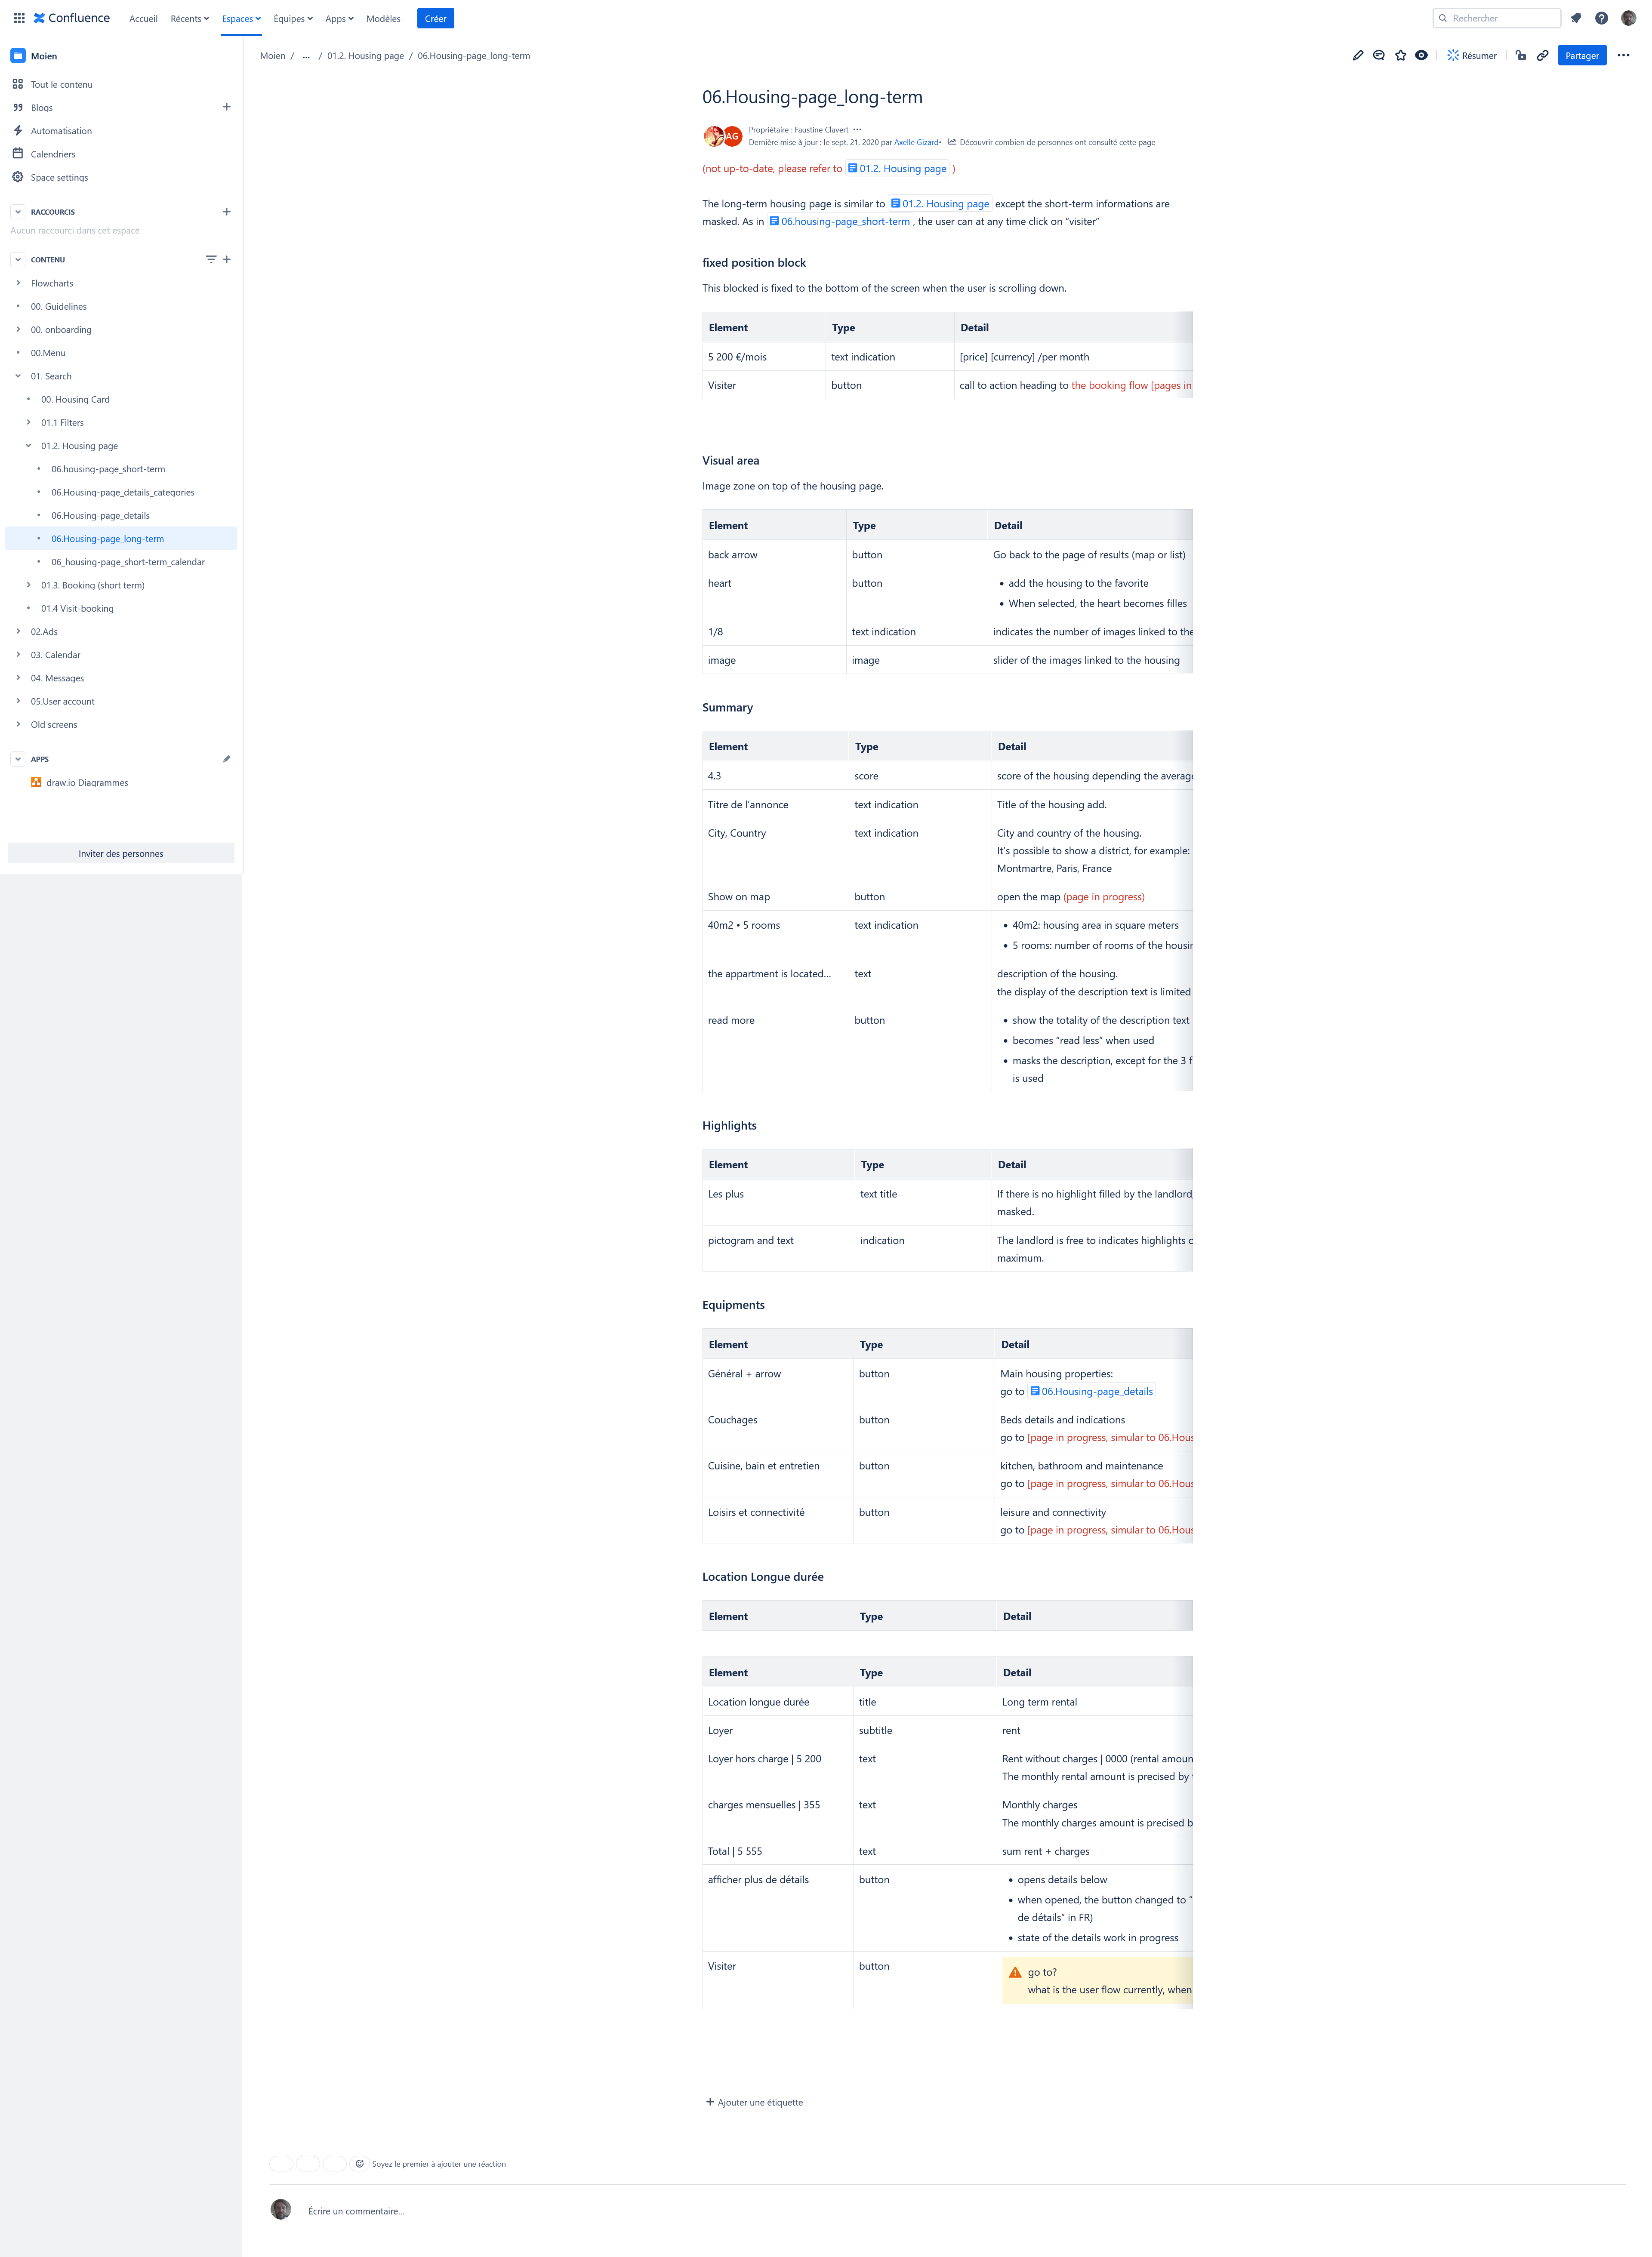 Confluence
Accueil
Récents
Espaces
Équipes
Apps
Modèles
Créer
Rechercher
Moien
Tout le contenu
Blogs
Automatisation
Calendriers
Space settings
RACCOURCIS
Aucun raccourci dans cet espace
CONTENU
Flowcharts
00. Guidelines
00. onboarding
00.Menu
01. Search
00. Housing Card
01.1 Filters
01.2. Housing page
06.housing-page_short-term
06.Housing-page_details_categories
06.Housing-page_details
06.Housing-page_long-term
06_housing-page_short-term_calendar
01.3. Booking (short term)
01.4 Visit-booking
02.Ads
03. Calendar
04. Messages
05.User account
Old screens
APPS
draw.io Diagrammes
Inviter des personnes
Moien / ... / 01.2. Housing page / 06.Housing-page_long-term
Résumer
Partager
06.Housing-page_long-term
AG
Propriétaire : Faustine Clavert
Dernière mise à jour : le sept. 21, 2020 par Axelle Gizard• Découvrir combien de personnes ont consulté cette page
(not up-to-date, please refer to 01.2. Housing page )
The long-term housing page is similar to 01.2. Housing page except the short-term informations are
masked. As in 06.housing-page_short-term , the user can at any time click on “visiter”
fixed position block
This blocked is fixed to the bottom of the screen when the user is scrolling down.
Element Type Detail
5 200 €/mois text indication [price] [currency] /per month
Visiter button call to action heading to the booking flow [pages in
Visual area
Image zone on top of the housing page.
Element Type Detail
back arrow button Go back to the page of results (map or list)
heart button • add the housing to the favorite
• When selected, the heart becomes filles
1/8 text indication indicates the number of images linked to the
image image slider of the images linked to the housing
Summary
Element Type Detail
4.3 score score of the housing depending the average
Titre de l’annonce text indication Title of the housing add.
City, Country text indication City and country of the housing.
It’s possible to show a district, for example:
Montmartre, Paris, France
Show on map button open the map (page in progress)
40m2 • 5 rooms text indication • 40m2: housing area in square meters
• 5 rooms: number of rooms of the
the appartment is located... text description of the housing.
the display of the description text is limited
read more button • show the totality of the description text
• becomes “read less” when used
• masks the description, except for the 3
is used
Highlights
Element Type Detail
Les plus text title If there is no highlight filled by the landlord,
masked.
pictogram and text indication The landlord is free to indicates highlights
maximum.
Equipments
Element Type Detail
Général + arrow button Main housing properties:
go to 06.Housing-page_details
Couchages button Beds details and indications
go to [page in progress, simular to 06.Hous
Cuisine, bain et entretien button kitchen, bathroom and maintenance
go to [page in progress, simular to 06.Hous
Loisirs et connectivité button leisure and connectivity
go to [page in progress, simular to 06.Hous
Location Longue durée
Element Type Detail
Element Type Detail
Location longue durée title Long term rental
Loyer subtitle rent
Loyer hors charge | 5 200 text Rent without charges | 0000 (rental
The monthly rental amount is precised by
charges mensuelles | 355 text Monthly charges
The monthly charges amount is precised
Total | 5 555 text sum rent + charges
afficher plus de détails button • opens details below
• when opened, the button changed to “
de détails” in FR)
• state of the details work in progress
Visiter button go to?
what is the user flow currently, when
Ajouter une étiquette
Soyez le premier à ajouter une réaction
Écrire un commentaire...